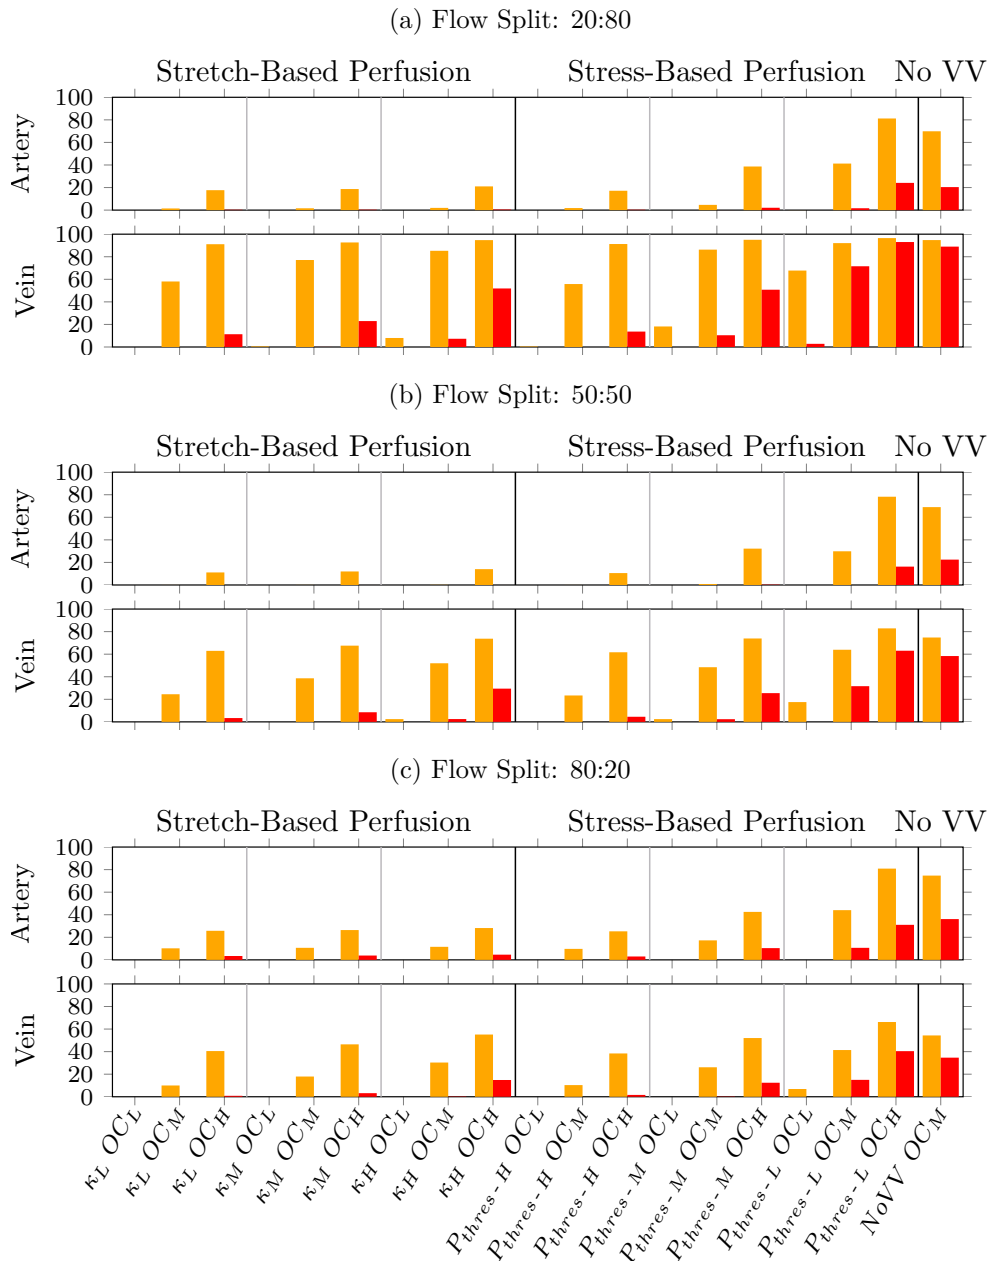 (a) Flow Split: 20:80
Stretch-Based Perfusion Stress-Based Perfusion No VV
Artery
100
80
60
40
20
0
Vein
100
80
60
40
20
0
(b) Flow Split: 50:50
Stretch-Based Perfusion Stress-Based Perfusion No VV
Artery
100
80
60
40
20
0
Vein
100
80
60
40
20
0
(c) Flow Split: 80:20
Stretch-Based Perfusion Stress-Based Perfusion No VV
Artery
100
80
60
40
20
0
Vein
100
80
60
40
20
0
κL OCL
κL OCM
κL OCH
κM OCL
κM OCM
κM OCH
κH OCL
κH OCM
κH OCH
Pthres-H OCL
Pthres-H OCM
Pthres-H OCH
Pthres-M OCL
Pthres-M OCM
Pthres-M OCH
Pthres-L OCL
Pthres-L OCM
Pthres-L OCH
NoVV OCM